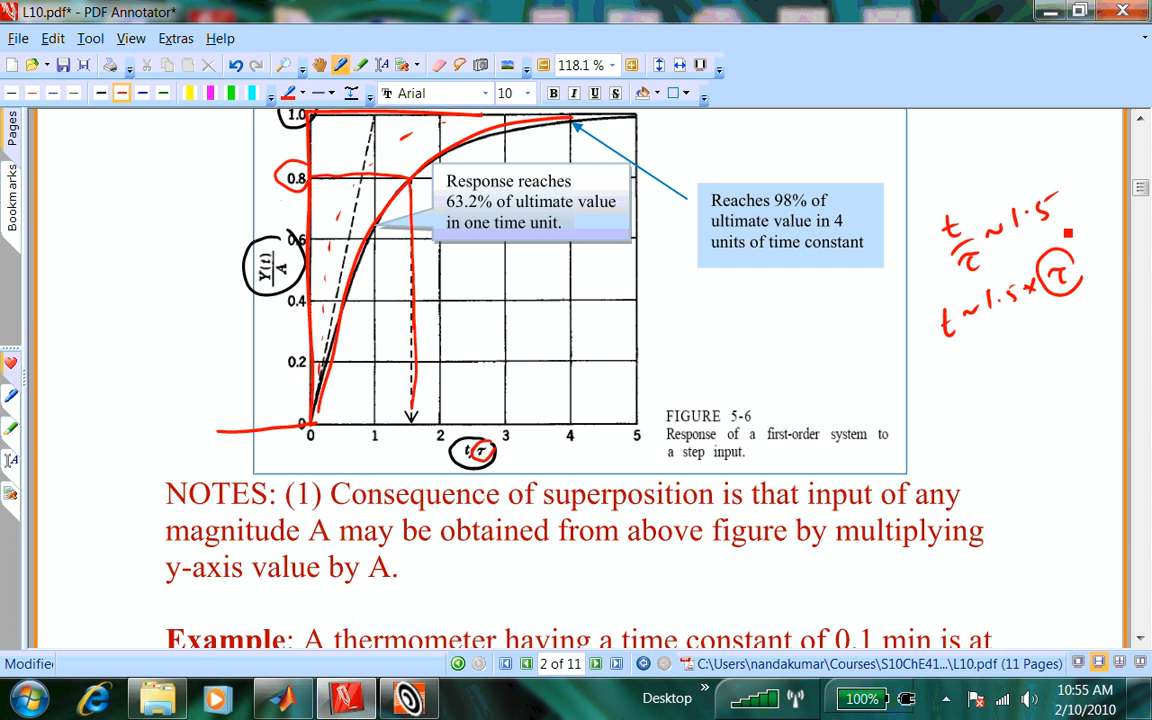 L10.pdf* - PDF Annotator*
File Edit Tool View Extras Help
118.1 %
Arial 10 B I U S
Pages
Bookmarks
1.0
0.8
0.6
0.4
0.2
0
Y(t)
A
0 1 2 3 4 5
t/τ
Response reaches
63.2% of ultimate value
in one time unit.
Reaches 98% of
ultimate value in 4
units of time constant
t/τ ~ 1.5
t ~ 1.5 × τ
FIGURE 5-6
Response of a first-order system to
a step input.
NOTES: (1) Consequence of superposition is that input of any
magnitude A may be obtained from above figure by multiplying
y-axis value by A.
Example: A thermometer having a time constant of 0.1 min is at
Modified
2 of 11
C:\Users\nandakumar\Courses\S10ChE41...\L10.pdf (11 Pages)
Desktop »
100%
10:55 AM
2/10/2010